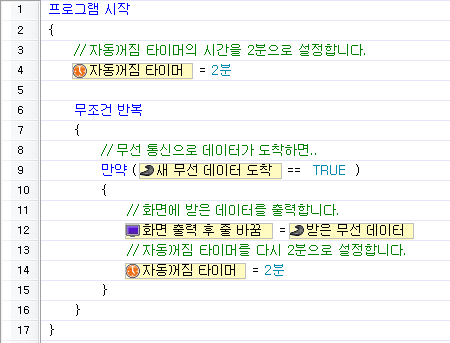 1 프로그램 시작
2 {
3 // 자동꺼짐 타이머의 시간을 2분으로 설정합니다.
4 자동꺼짐 타이머 = 2분
5
6 무조건 반복
7 {
8 // 무선 통신으로 데이터가 도착하면..
9 만약 ( 새 무선 데이터 도착 == TRUE )
10 {
11 // 화면에 받은 데이터를 출력합니다.
12 화면 출력 후 줄 바꿈 = 받은 무선 데이터
13 // 자동꺼짐 타이머를 다시 2분으로 설정합니다.
14 자동꺼짐 타이머 = 2분
15 }
16 }
17 }